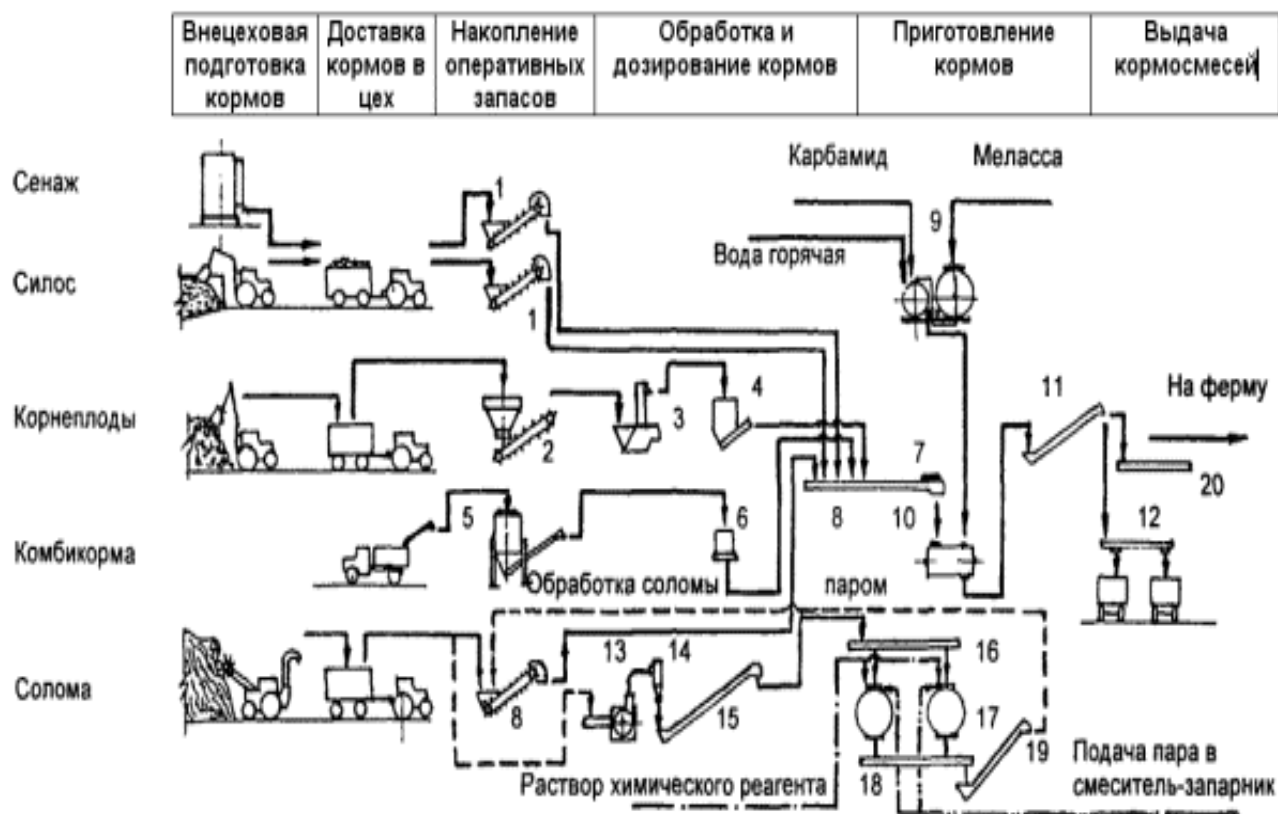 Внецеховая
подготовка
кормов
Доставка
кормов в
цех
Накопление
оперативных
запасов
Обработка и
дозирование кормов
Приготовление
кормов
Выдача
кормосмесей
Карбамид
Меласса
Сенаж
1
9
Вода горячая
Силос
1
11
На ферму
Корнеплоды
2
3
4
7
20
5
6
8
10
12
Комбикорма
Обработка соломы
паром
13
14
16
Солома
8
15
17
19
Подача пара в
смеситель-запарник
Раствор химического реагента
18